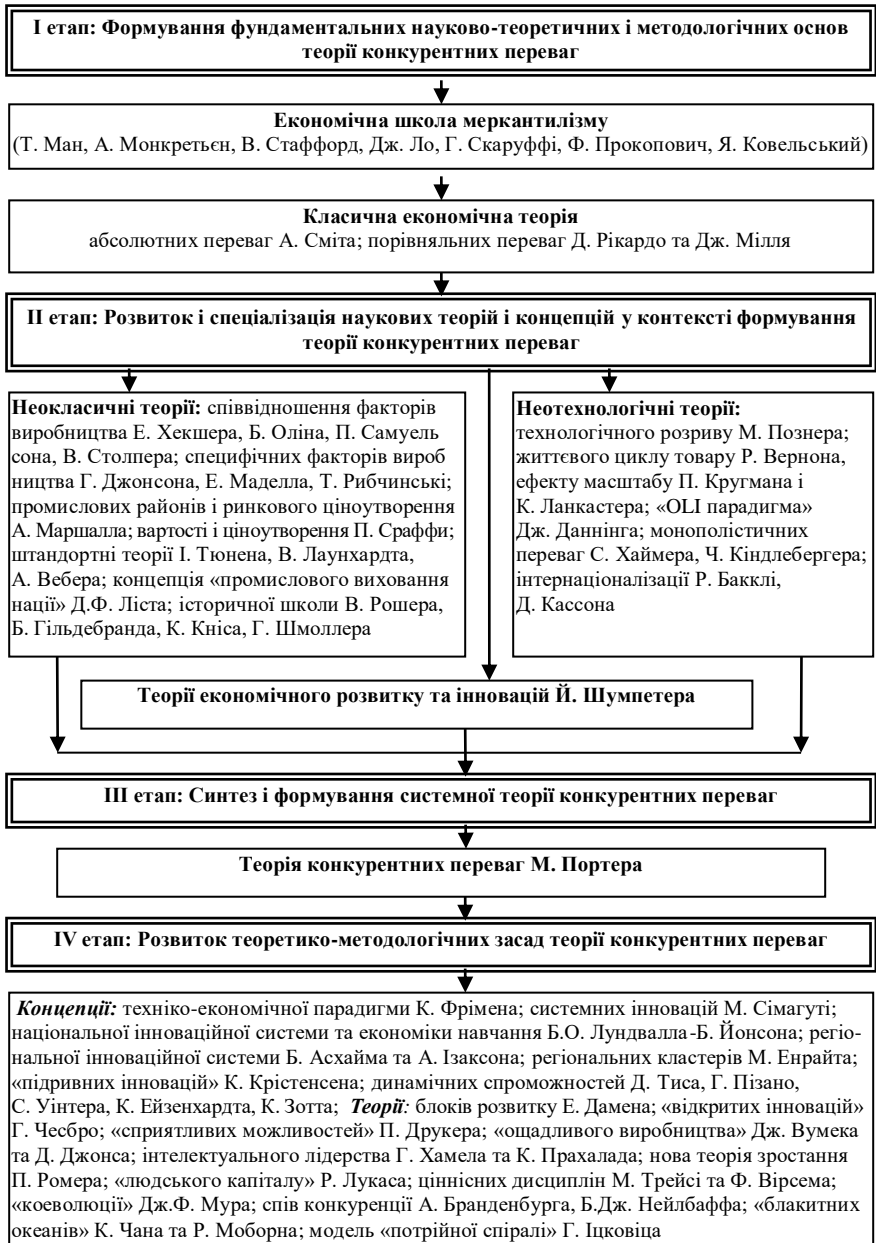 І етап: Формування фундаментальних науково-теоретичних і методологічних основ
теорії конкурентних переваг
Економічна школа меркантилізму
(Т. Ман, А. Монкретьєн, В. Стаффорд, Дж. Ло, Г. Скаруффі, Ф. Прокопович, Я. Ковельський)
Класична економічна теорія
абсолютних переваг А. Сміта; порівняльних переваг Д. Рікардо та Дж. Мілля
ІІ етап: Розвиток і спеціалізація наукових теорій і концепцій у контексті формування
теорії конкурентних переваг
Неокласичні теорії: співвідношення факторів
виробництва Е. Хекшера, Б. Оліна, П. Самуель
сона, В. Столпера; специфічних факторів вироб
ництва Г. Джонсона, Е. Маделла, Т. Рибчинські;
промислових районів і ринкового ціноутворення
А. Маршалла; вартості і ціноутворення П. Сраффи;
штандортні теорії І. Тюнена, В. Лаунхардта,
А. Вебера; концепція «промислового виховання
нації» Д.Ф. Ліста; історичної школи В. Рошера,
Б. Гільдебранда, К. Кніса, Г. Шмоллера
Неотехнологічні теорії:
технологічного розриву М. Познера;
життєвого циклу товару Р. Вернона,
ефекту масштабу П. Кругмана і
К. Ланкастера; «OLI парадигма»
Дж. Даннінга; монополістичних
переваг С. Хаймера, Ч. Кіндлебергера;
інтернаціоналізації Р. Бакклі,
Д. Кассона
Теорії економічного розвитку та інновацій Й. Шумпетера
ІІІ етап: Синтез і формування системної теорії конкурентних переваг
Теорія конкурентних переваг М. Портера
IV етап: Розвиток теоретико-методологічних засад теорії конкурентних переваг
Концепції: техніко-економічної парадигми К. Фрімена; системних інновацій М. Сімагуті;
національної інноваційної системи та економіки навчання Б.О. Лундвалла-Б. Йонсона; регіо-
нальної інноваційної системи Б. Асхайма та А. Ізаксона; регіональних кластерів М. Енрайта;
«підривних інновацій» К. Крістенсена; динамічних спроможностей Д. Тиса, Г. Пізано,
С. Уінтера, К. Ейзенхардта, К. Зотта; Теорії: блоків розвитку Е. Дамена; «відкритих інновацій»
Г. Чесбро; «сприятливих можливостей» П. Друкера; «ощадливого виробництва» Дж. Вумека
та Д. Джонса; інтелектуального лідерства Г. Хамела та К. Прахалада; нова теорія зростання
П. Ромера; «людського капіталу» Р. Лукаса; ціннісних дисциплін М. Трейсі та Ф. Вірсема;
«коеволюції» Дж.Ф. Мура; спів конкуренції А. Бранденбурга, Б.Дж. Нейлбаффа; «блакитних
океанів» К. Чана та Р. Моборна; модель «потрійної спіралі» Г. Іцковіца